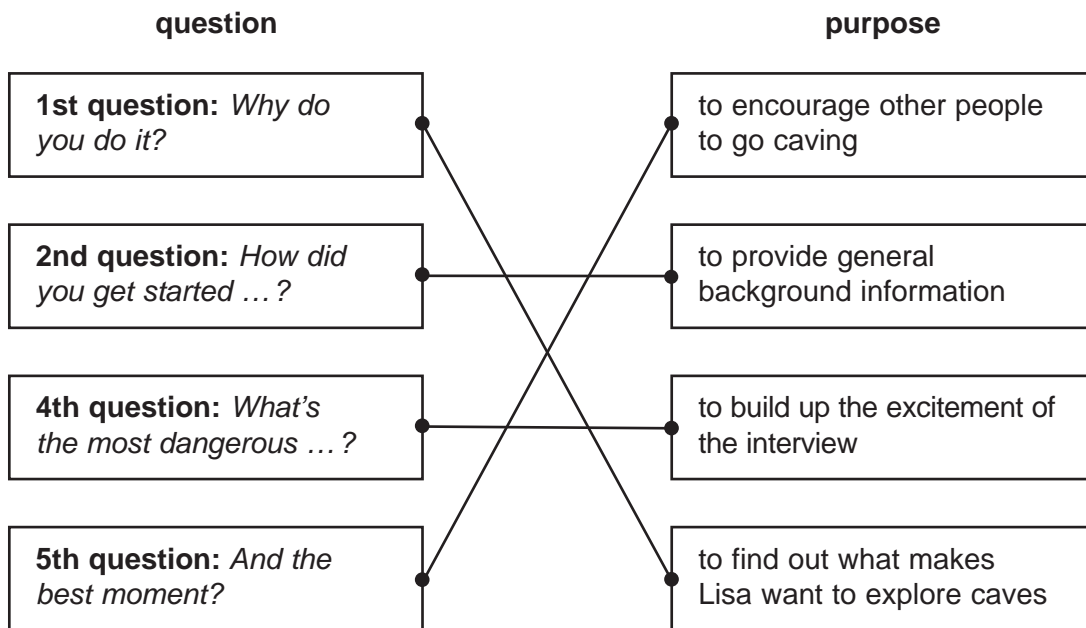 question
purpose
1st question: Why do
you do it?
to encourage other people
to go caving
2nd question: How did
you get started …?
to provide general
background information
4th question: What's
the most dangerous …?
to build up the excitement of
the interview
5th question: And the
best moment?
to find out what makes
Lisa want to explore caves